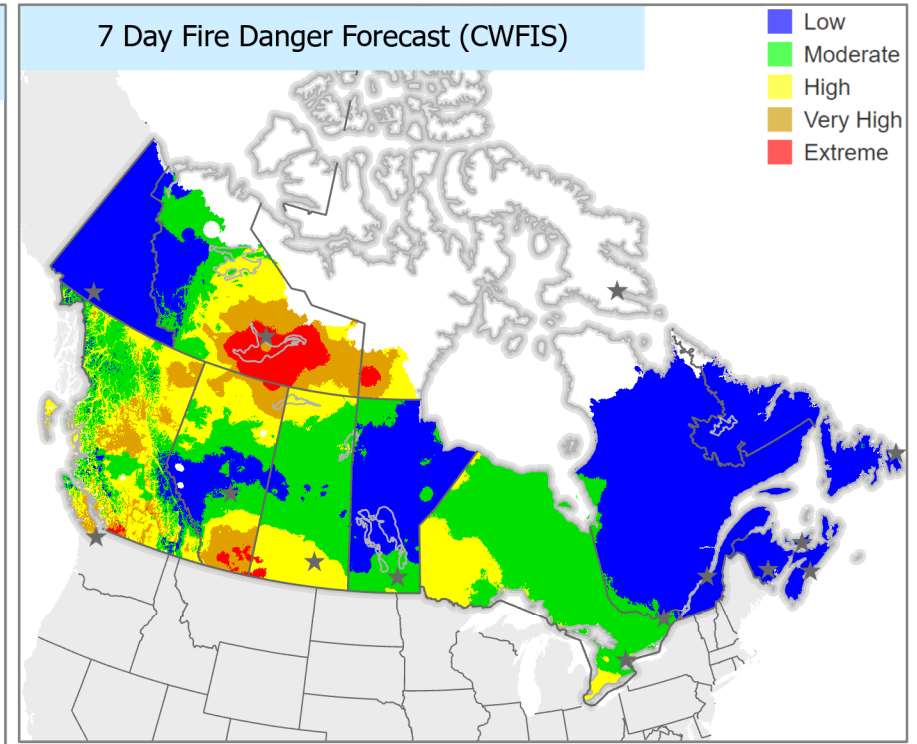 7 Day Fire Danger Forecast (CWFIS)
Low
Moderate
High
Very High
Extreme